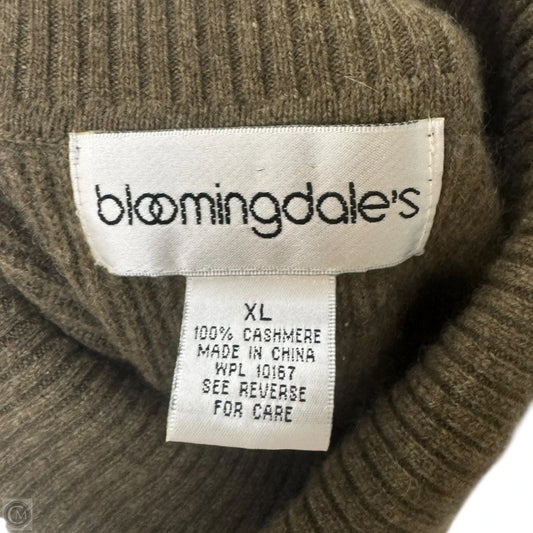 bloomingdale's
XL
100% CASHMERE
MADE IN CHINA
WPL 10167
SEE REVERSE
FOR CARE